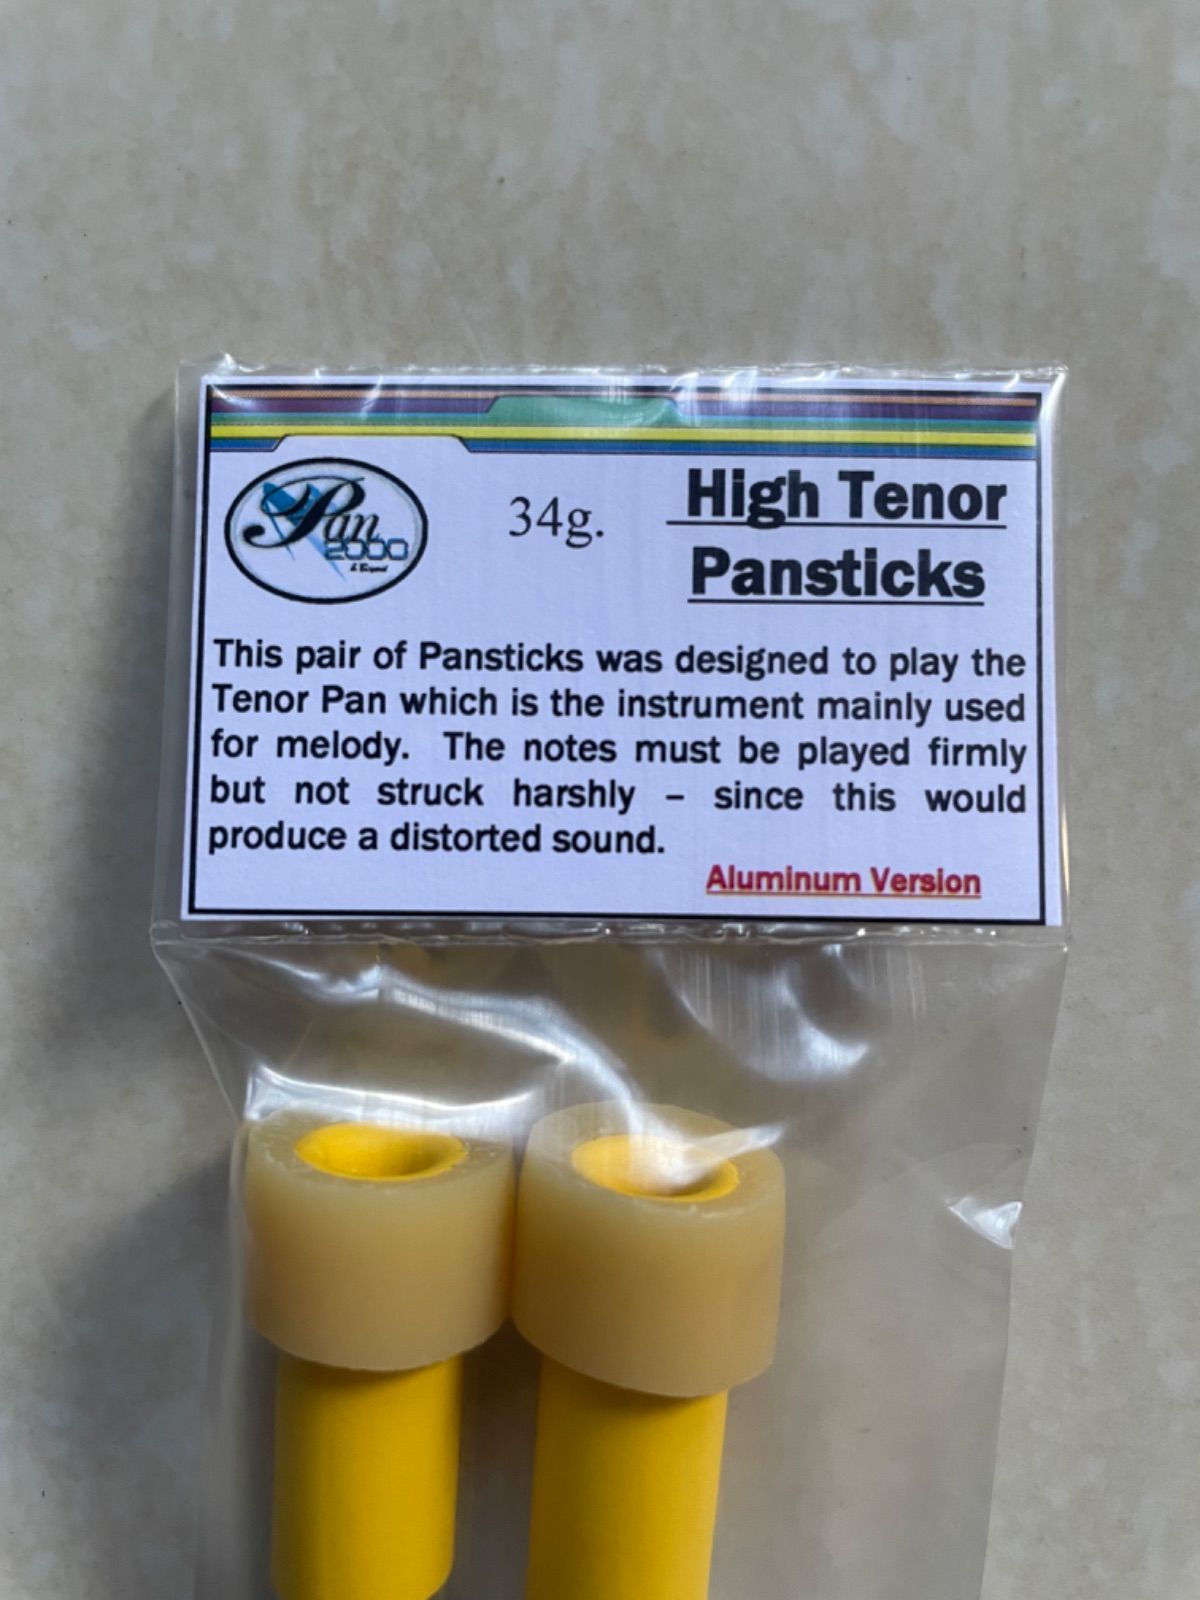 Pan
2000
& Beyond
34g.
High Tenor
Pansticks
This pair of Pansticks was designed to play the
Tenor Pan which is the instrument mainly used
for melody. The notes must be played firmly
but not struck harshly – since this would
produce a distorted sound.
Aluminum Version